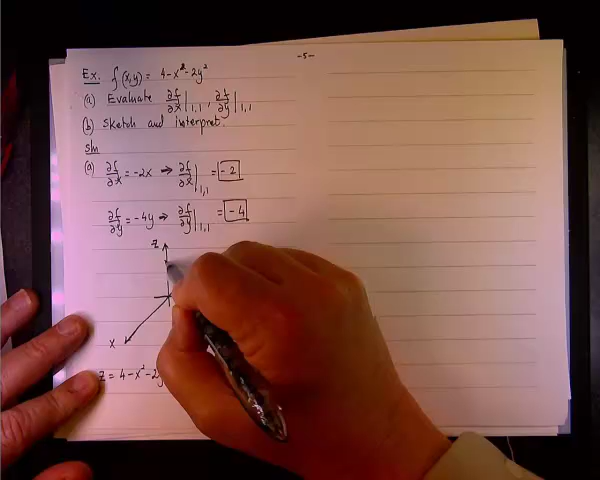 -5-
Ex. f(x,y) = 4-x²-2y²
(a) Evaluate ∂f/∂x|1,1 , ∂f/∂y|1,1
(b) Sketch and interpret.
Sln
(a) ∂f/∂x = -2x → ∂f/∂x|1,1 = -2
∂f/∂y = -4y → ∂f/∂y|1,1 = -4
z
x
z = 4-x²-2y